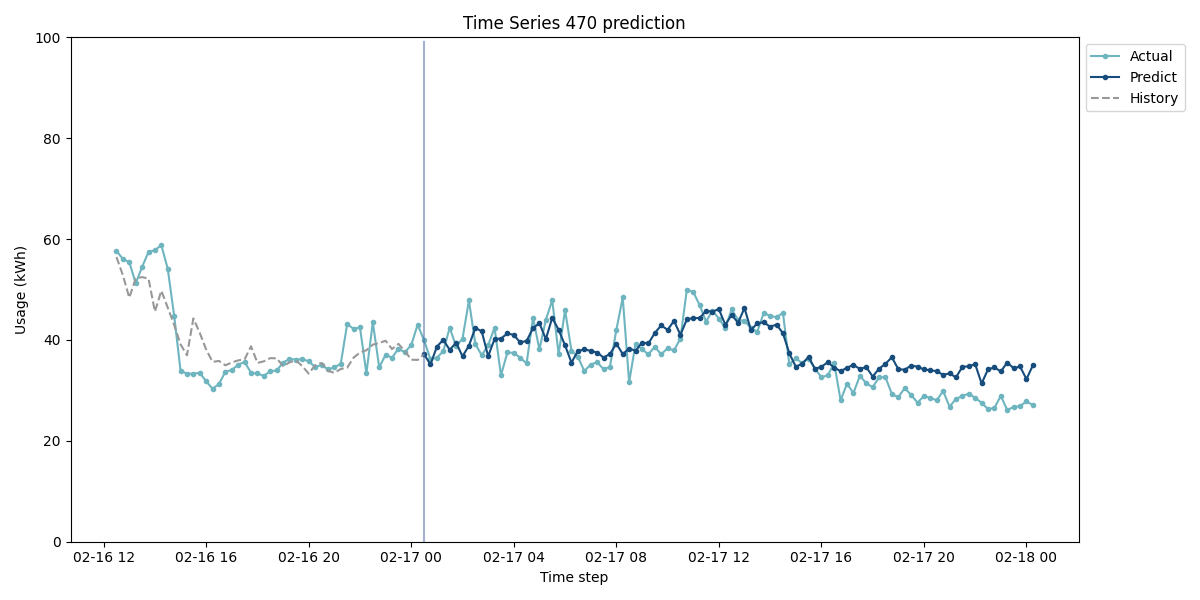 Time Series 470 prediction
Usage (kWh)
100
80
60
40
20
0
02-16 12
02-16 16
02-16 20
02-17 00
02-17 04
02-17 08
02-17 12
02-17 16
02-17 20
02-18 00
Time step
Actual
Predict
History